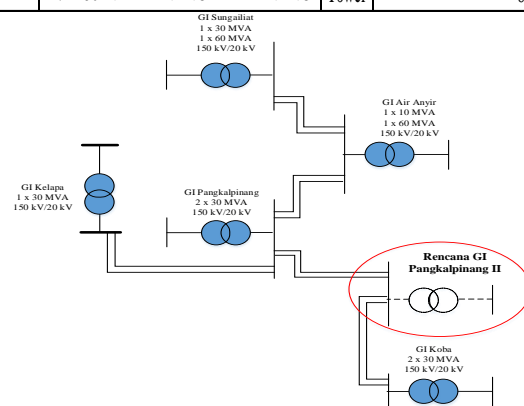 GI Sungailiat
1 x 30 MVA
1 x 60 MVA
150 kV/20 kV
GI Air Anyir
1 x 10 MVA
1 x 60 MVA
150 kV/20 kV
GI Kelapa
1 x 30 MVA
150 kV/20 kV
GI Pangkalpinang
2 x 30 MVA
150 kV/20 kV
Rencana GI
Pangkalpinang II
GI Koba
2 x 30 MVA
150 kV/20 kV